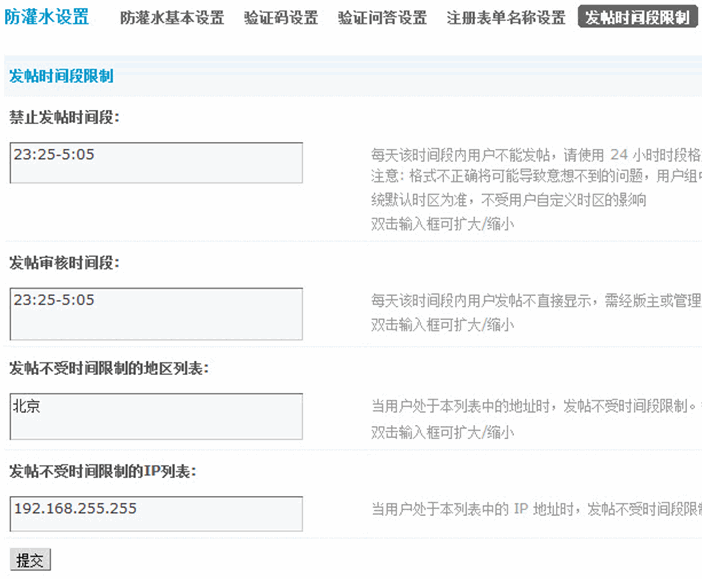 防灌水设置 防灌水基本设置 验证码设置 验证问答设置 注册表单名称设置 发帖时间段限制
发帖时间段限制
禁止发帖时间段:
23:25-5:05
每天该时间段内用户不能发帖，请使用 24 小时时段格
注意: 格式不正确将可能导致意想不到的问题，用户组中
统默认时区为准，不受用户自定义时区的影响
双击输入框可扩大/缩小
发帖审核时间段:
23:25-5:05
每天该时间段内用户发帖不直接显示，需经版主或管理
双击输入框可扩大/缩小
发帖不受时间限制的地区列表:
北京
当用户处于本列表中的地址时，发帖不受时间段限制。
双击输入框可扩大/缩小
发帖不受时间限制的IP列表:
192.168.255.255
当用户处于本列表中的 IP 地址时，发帖不受时间段限制
提交